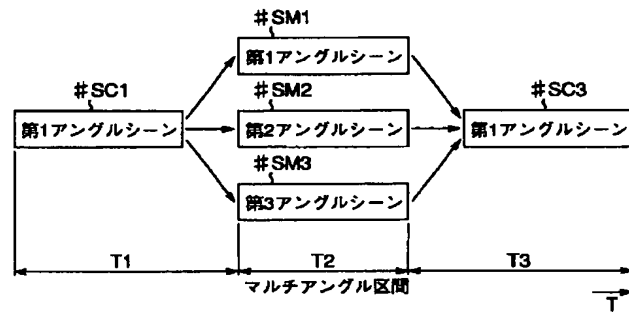 #SM1
第1アングルシーン
#SC1
第1アングルシーン
#SM2
第2アングルシーン
#SC3
第1アングルシーン
#SM3
第3アングルシーン
T1
T2
T3
マルチアングル区間
T